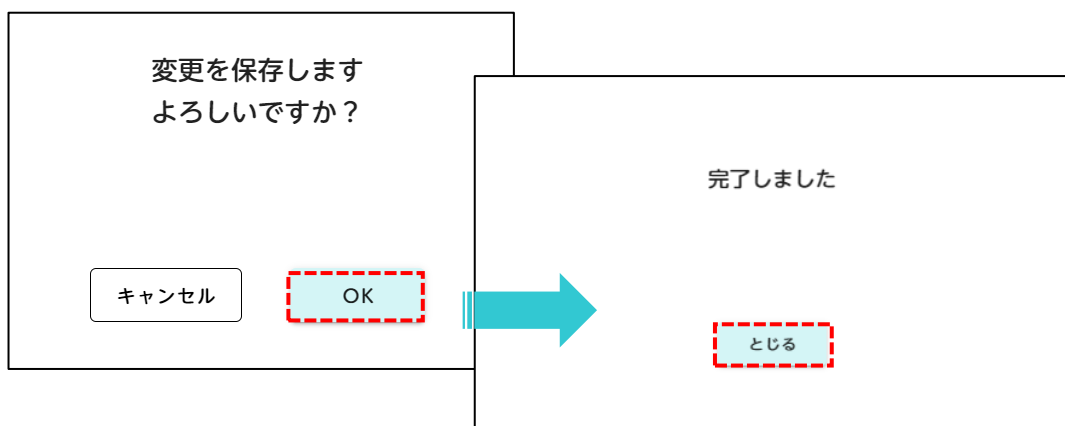 変更を保存します
よろしいですか？
キャンセル
OK
完了しました
とじる